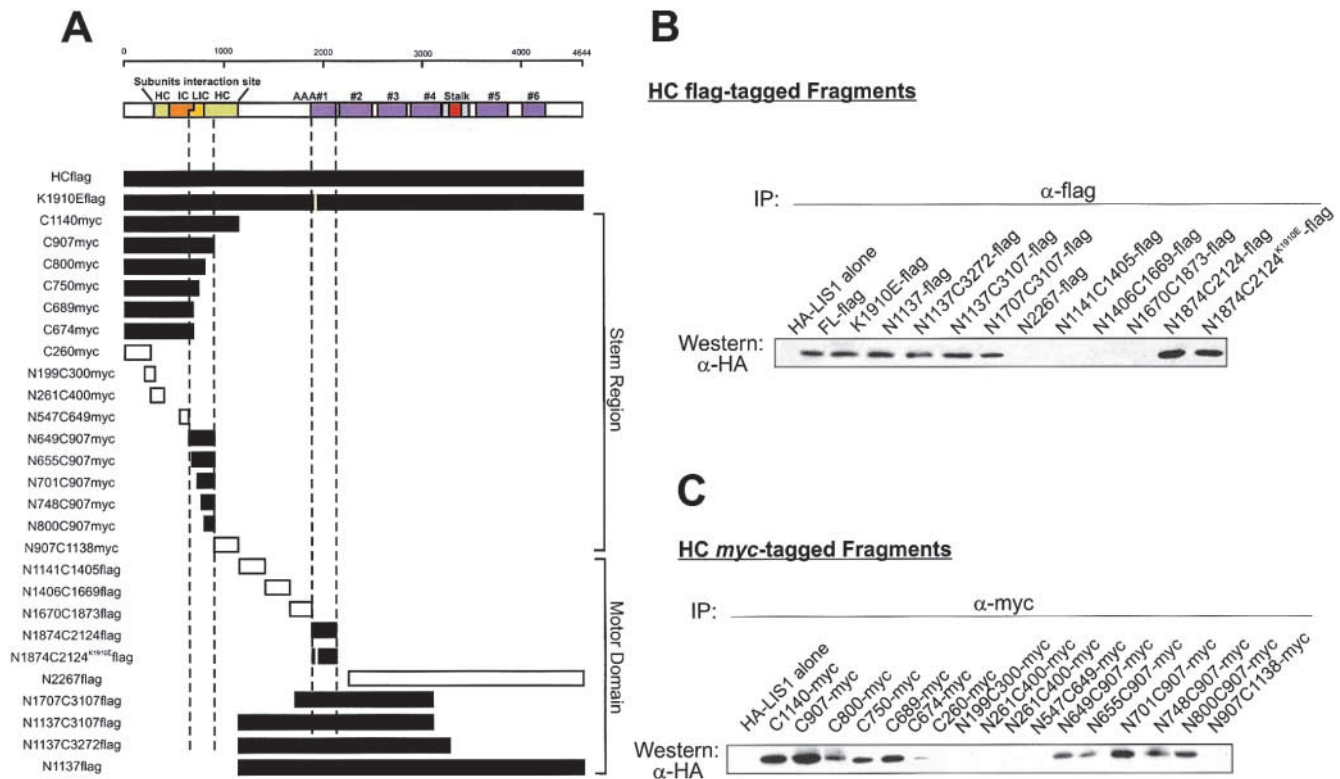 A
0 1000 2000 3000 4000 4644
Subunits interaction site
HC IC LIC HC AAA#1 #2 #3 #4 Stalk #5 #6
HCflag
K1910Eflag
C1140myc
C907myc
C800myc
C750myc
C689myc
C674myc
C260myc
N199C300myc
N261C400myc
N547C649myc
N649C907myc
N655C907myc
N701C907myc
N748C907myc
N800C907myc
N907C1138myc
N1141C1405flag
N1406C1669flag
N1670C1873flag
N1874C2124flag
N1874C2124K1910Eflag
N2267flag
N1707C3107flag
N1137C3107flag
N1137C3272flag
N1137flag
Stem Region
Motor Domain
B
HC flag-tagged Fragments
IP: α-flag
HA-LIS1 alone
FL-flag
K1910E-flag
N1137-flag
N1137C3272-flag
N1137C3107-flag
N1707C3107-flag
N2267-flag
N1141C1405-flag
N1406C1669-flag
N1670C1873-flag
N1874C2124-flag
N1874C2124K1910E-flag
Western:
α-HA
C
HC myc-tagged Fragments
IP: α-myc
HA-LIS1 alone
C1140-myc
C907-myc
C800-myc
C750-myc
C689-myc
C674-myc
C260-myc
N199C300-myc
N261C400-myc
N261C400-myc
N547C649-myc
N649C907-myc
N655C907-myc
N701C907-myc
N748C907-myc
N800C907-myc
N907C1138-myc
Western:
α-HA